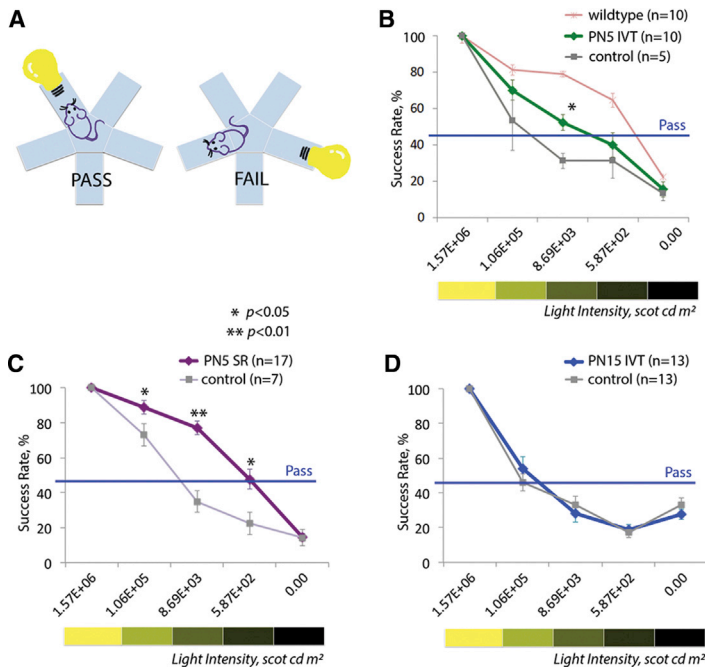 A
PASS
FAIL
B
wildtype (n=10)
PN5 IVT (n=10)
control (n=5)
Success Rate, %
100
80
60
40
20
0
*
Pass
1.57E+06
1.06E+05
8.69E+03
5.87E+02
0.00
Light Intensity, scot cd m²
* p<0.05
** p<0.01
C
PN5 SR (n=17)
control (n=7)
Success Rate, %
100
80
60
40
20
0
*
**
*
Pass
1.57E+06
1.06E+05
8.69E+03
5.87E+02
0.00
Light Intensity, scot cd m²
D
PN15 IVT (n=13)
control (n=13)
Success Rate, %
100
80
60
40
20
0
Pass
1.57E+06
1.06E+05
8.69E+03
5.87E+02
0.00
Light Intensity, scot cd m²